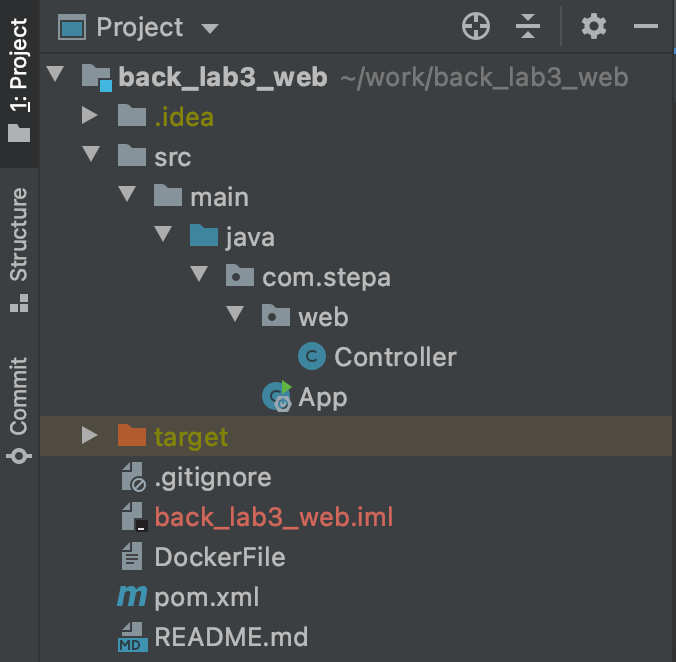 Project
1: Project
Structure
Commit
back_lab3_web ~/work/back_lab3_web
.idea
src
main
java
com.stepa
web
C Controller
C App
target
.gitignore
back_lab3_web.iml
DockerFile
m pom.xml
MD README.md